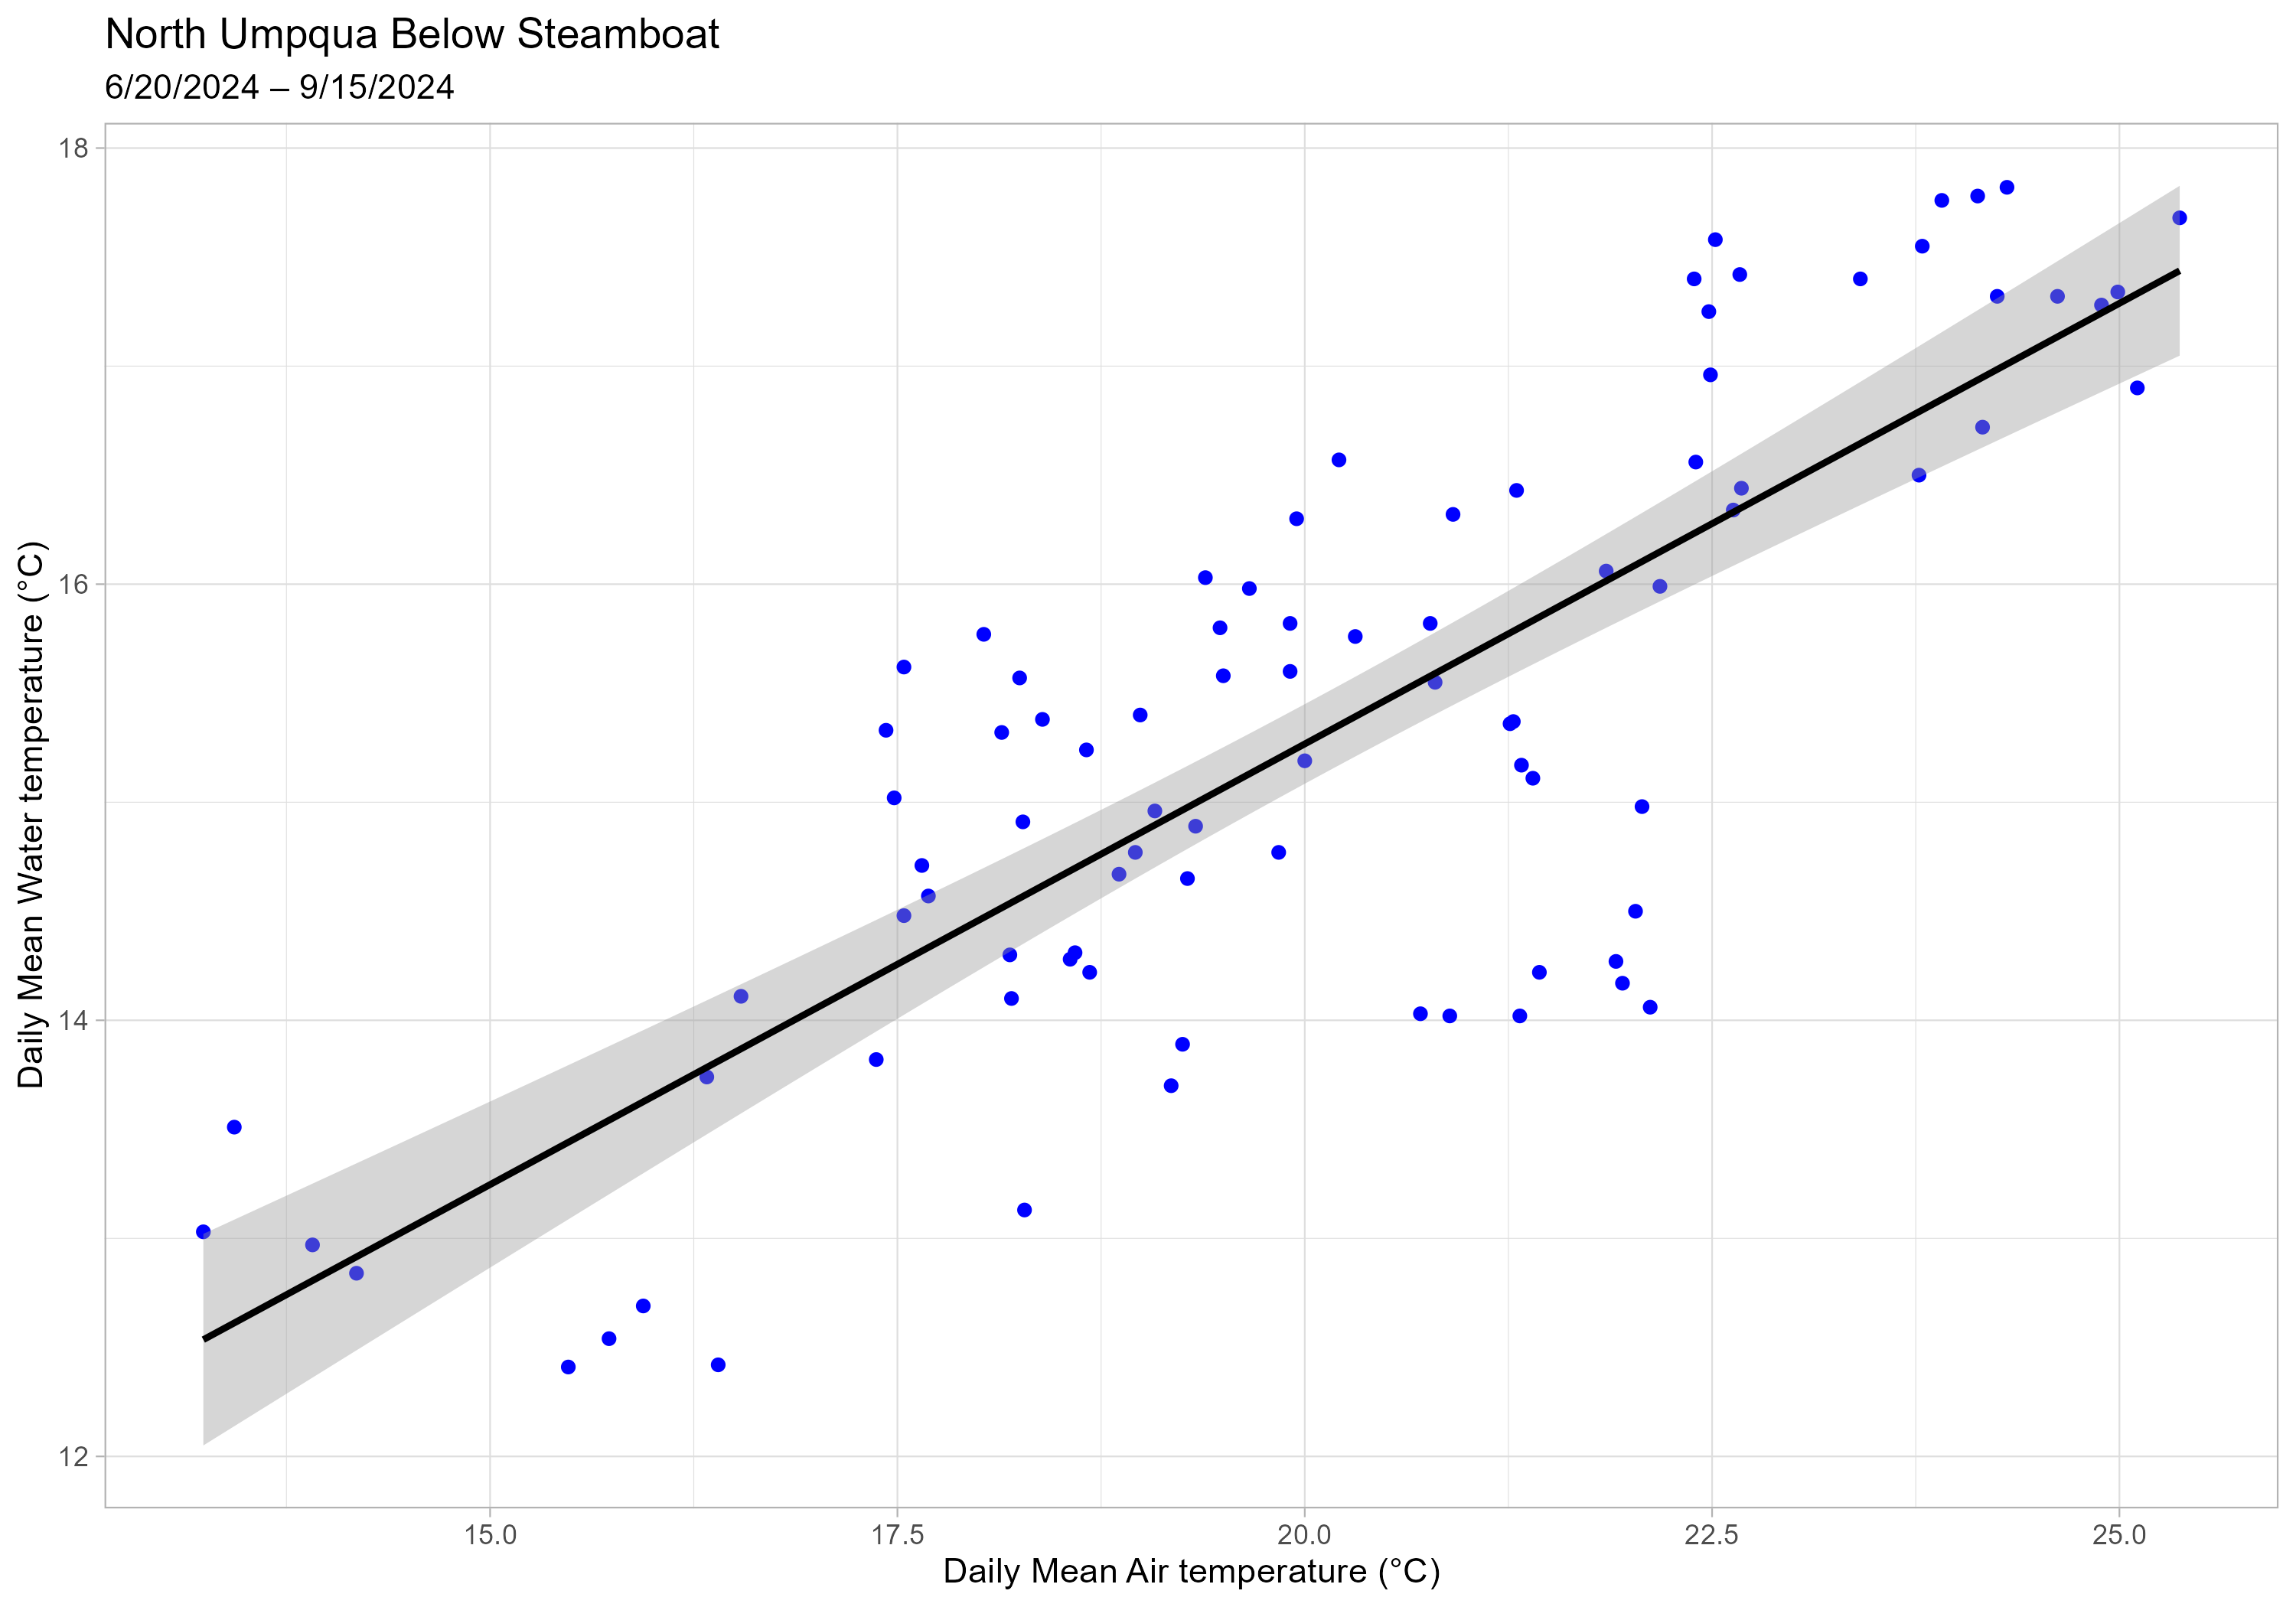 North Umpqua Below Steamboat
6/20/2024 – 9/15/2024
18
16
14
12
Daily Mean Water temperature (°C)
15.0 17.5 20.0 22.5 25.0
Daily Mean Air temperature (°C)